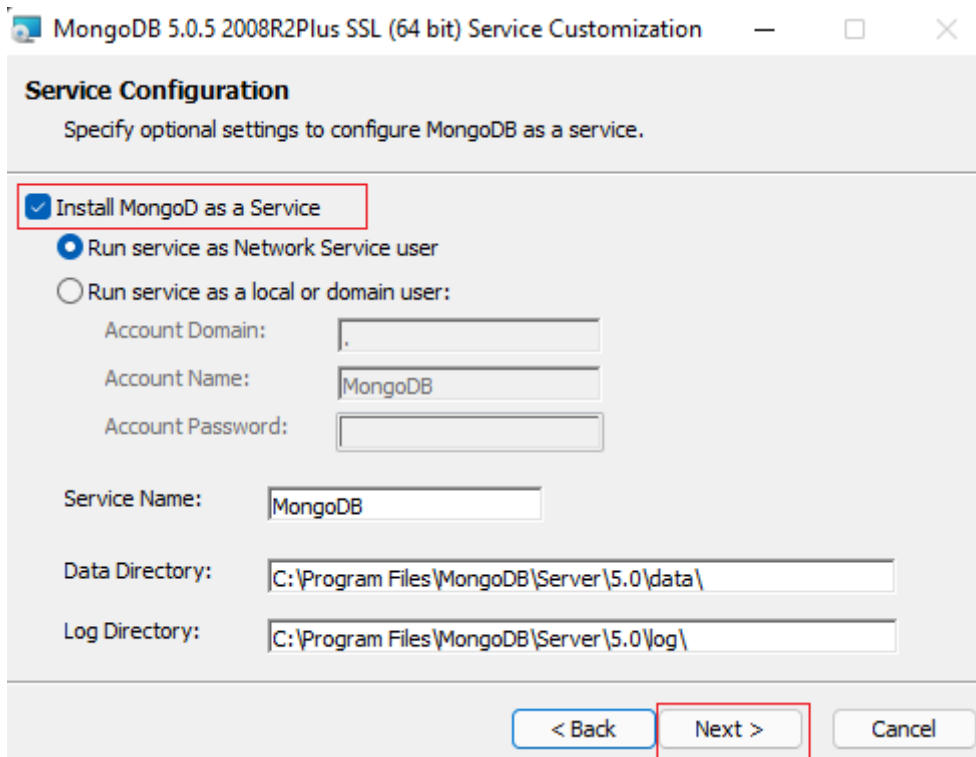 MongoDB 5.0.5 2008R2Plus SSL (64 bit) Service Customization
Service Configuration
Specify optional settings to configure MongoDB as a service.
Install MongoD as a Service
Run service as Network Service user
Run service as a local or domain user:
Account Domain: .
Account Name: MongoDB
Account Password:
Service Name: MongoDB
Data Directory: C:\Program Files\MongoDB\Server\5.0\data\
Log Directory: C:\Program Files\MongoDB\Server\5.0\log\
< Back Next > Cancel